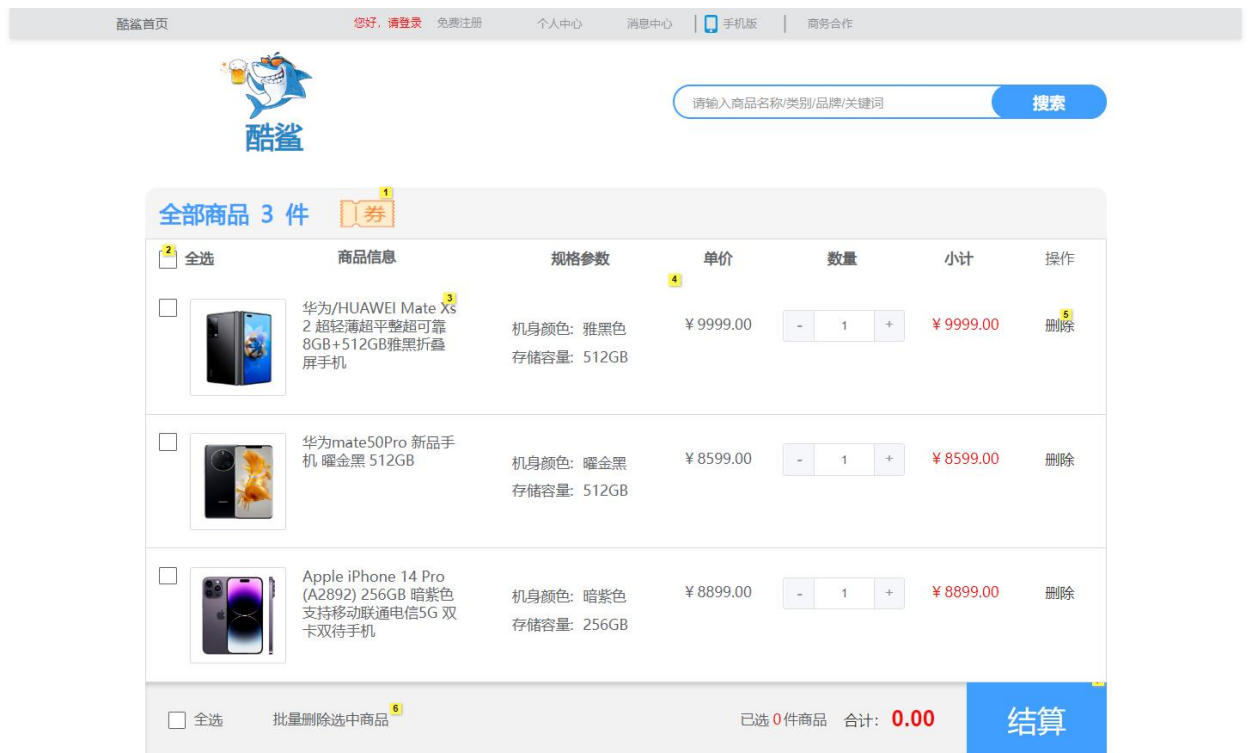 酷鲨首页 您好, 请登录 免费注册 个人中心 消息中心 手机版 商务合作
酷鲨
请输入商品名称/类别/品牌/关键词 搜索
1
全部商品 3 件 券
2 全选 商品信息 规格参数 单价 数量 小计 操作
3 4 5
华为/HUAWEI Mate Xs
2 超轻薄超平整超可靠
8GB+512GB雅黑折叠
屏手机
机身颜色: 雅黑色
存储容量: 512GB
¥ 9999.00 - 1 + ¥ 9999.00 删除
华为mate50Pro 新品手
机 曜金黑 512GB
机身颜色: 曜金黑
存储容量: 512GB
¥ 8599.00 - 1 + ¥ 8599.00 删除
Apple iPhone 14 Pro
(A2892) 256GB 暗紫色
支持移动联通电信5G 双
卡双待手机
机身颜色: 暗紫色
存储容量: 256GB
¥ 8899.00 - 1 + ¥ 8899.00 删除
全选 批量删除选中商品 6 已选 0 件商品 合计: 0.00 结算